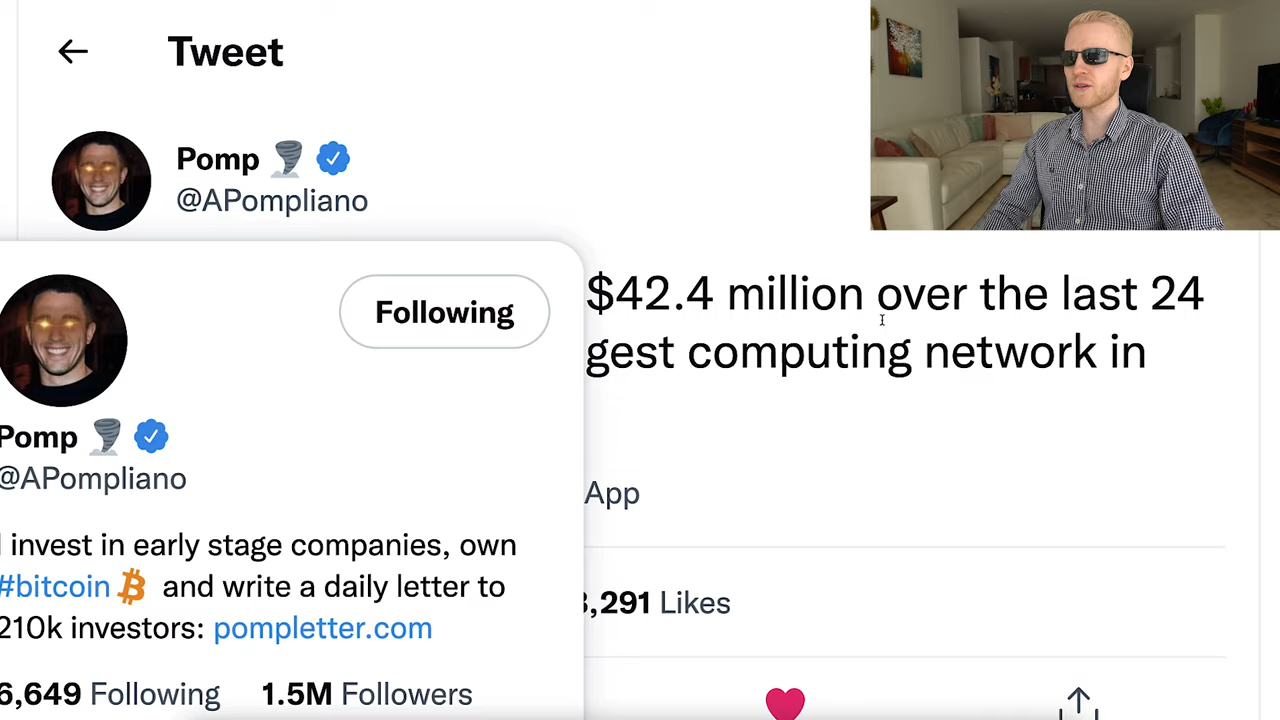 Tweet
Pomp
@APompliano
Following
$42.4 million over the last 24
gest computing network in
Pomp
@APompliano
App
I invest in early stage companies, own
#bitcoin and write a daily letter to
,291 Likes
210k investors: pompletter.com
6,649 Following 1.5M Followers